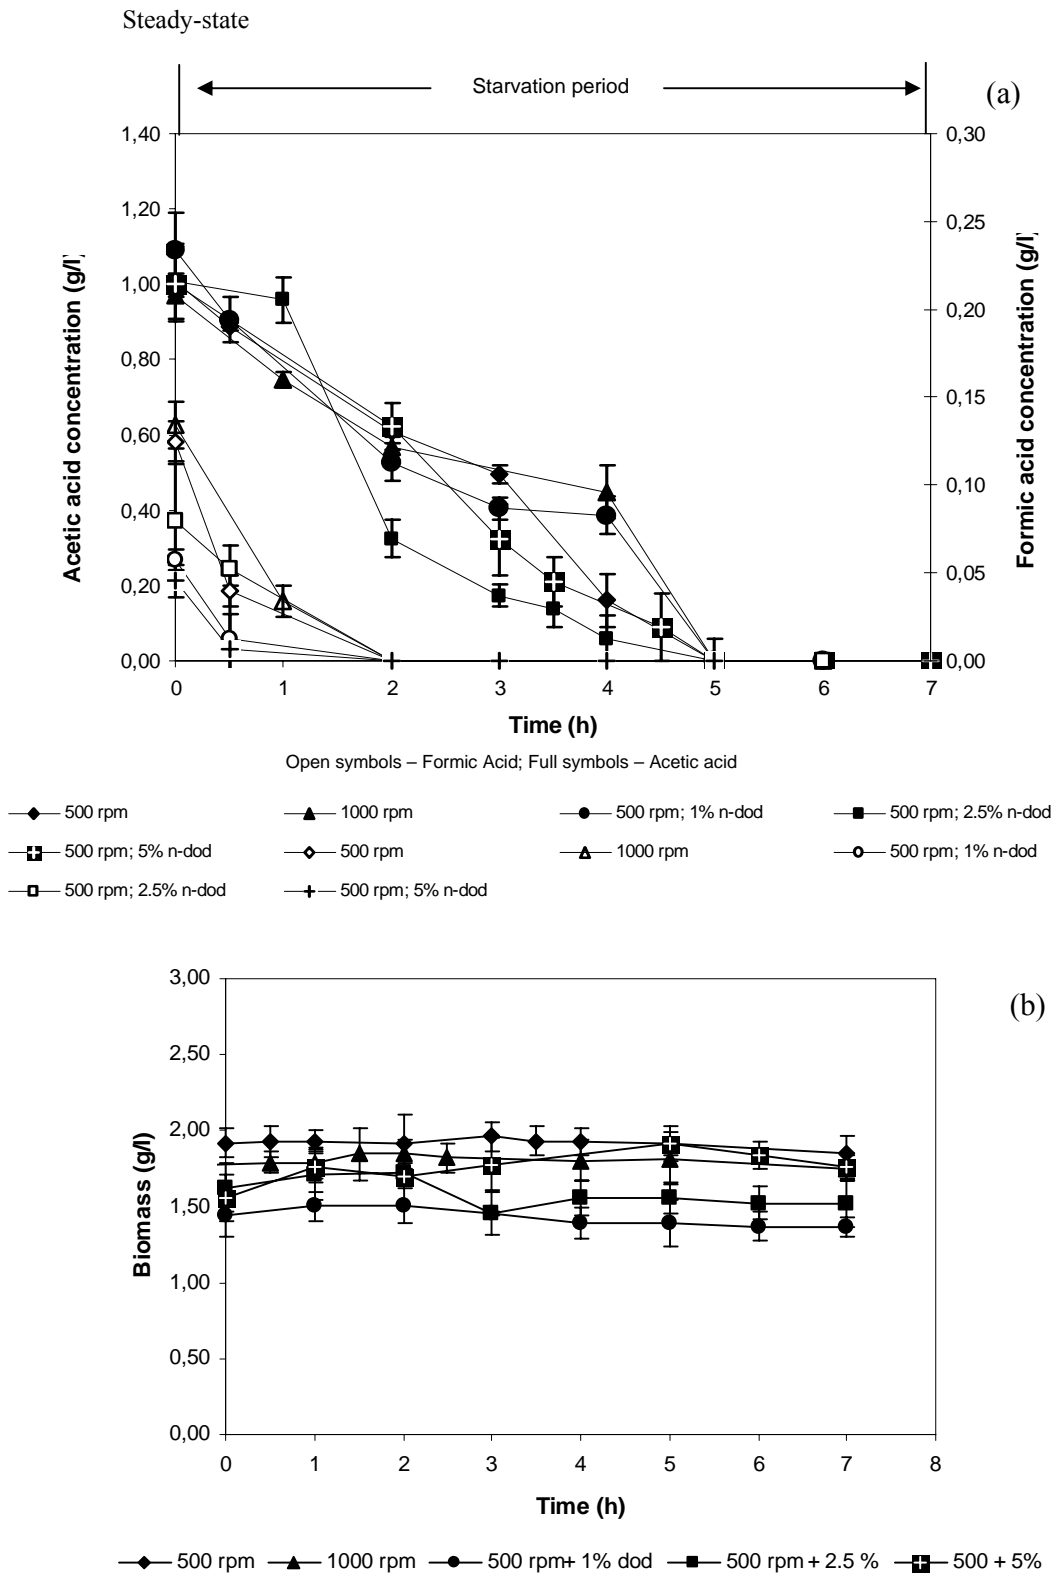 Steady-state
Starvation period
(a)
1,40
1,20
1,00
0,80
0,60
0,40
0,20
0,00
0,30
0,25
0,20
0,15
0,10
0,05
0,00
Acetic acid concentration (g/l)
Formic acid concentration (g/l)
0 1 2 3 4 5 6 7
Time (h)
Open symbols – Formic Acid; Full symbols – Acetic acid
500 rpm 1000 rpm 500 rpm; 1% n-dod 500 rpm; 2.5% n-dod
500 rpm; 5% n-dod 500 rpm 1000 rpm 500 rpm; 1% n-dod
500 rpm; 2.5% n-dod 500 rpm; 5% n-dod
(b)
3,00
2,50
2,00
1,50
1,00
0,50
0,00
Biomass (g/l)
0 1 2 3 4 5 6 7 8
Time (h)
500 rpm 1000 rpm 500 rpm+ 1% dod 500 rpm + 2.5 % 500 + 5%